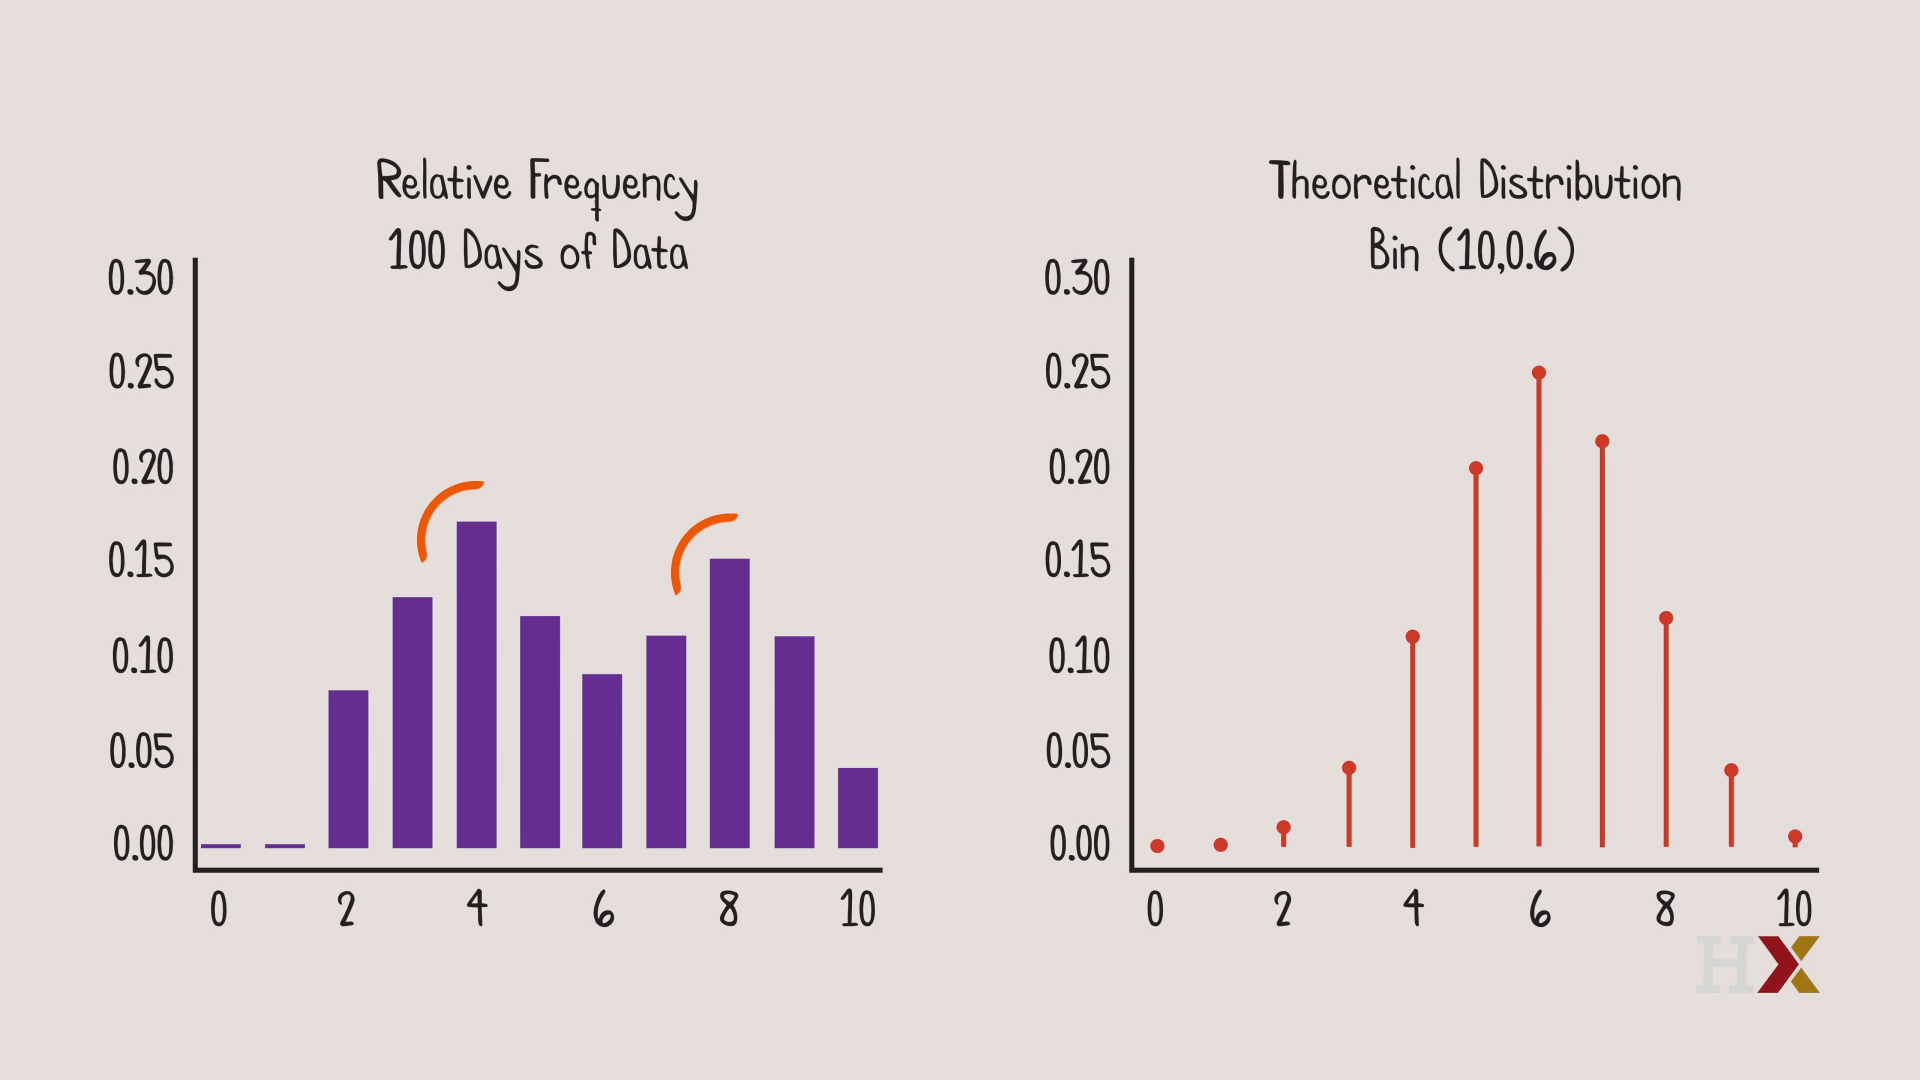 Relative Frequency
100 Days of Data
0.30
0.25
0.20
0.15
0.10
0.05
0.00
0 2 4 6 8 10
Theoretical Distribution
Bin (10,0.6)
0.30
0.25
0.20
0.15
0.10
0.05
0.00
0 2 4 6 8 10
HX